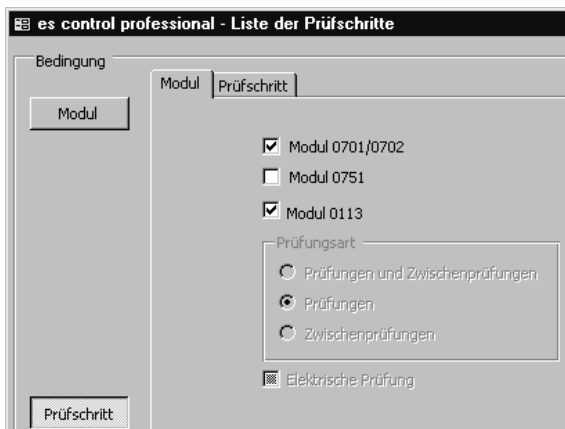 es control professional - Liste der Prüfschritte
Bedingung
Modul
Modul Prüfschritt
Modul 0701/0702
Modul 0751
Modul 0113
Prüfungsart
Prüfungen und Zwischenprüfungen
Prüfungen
Zwischenprüfungen
Elektrische Prüfung
Prüfschritt